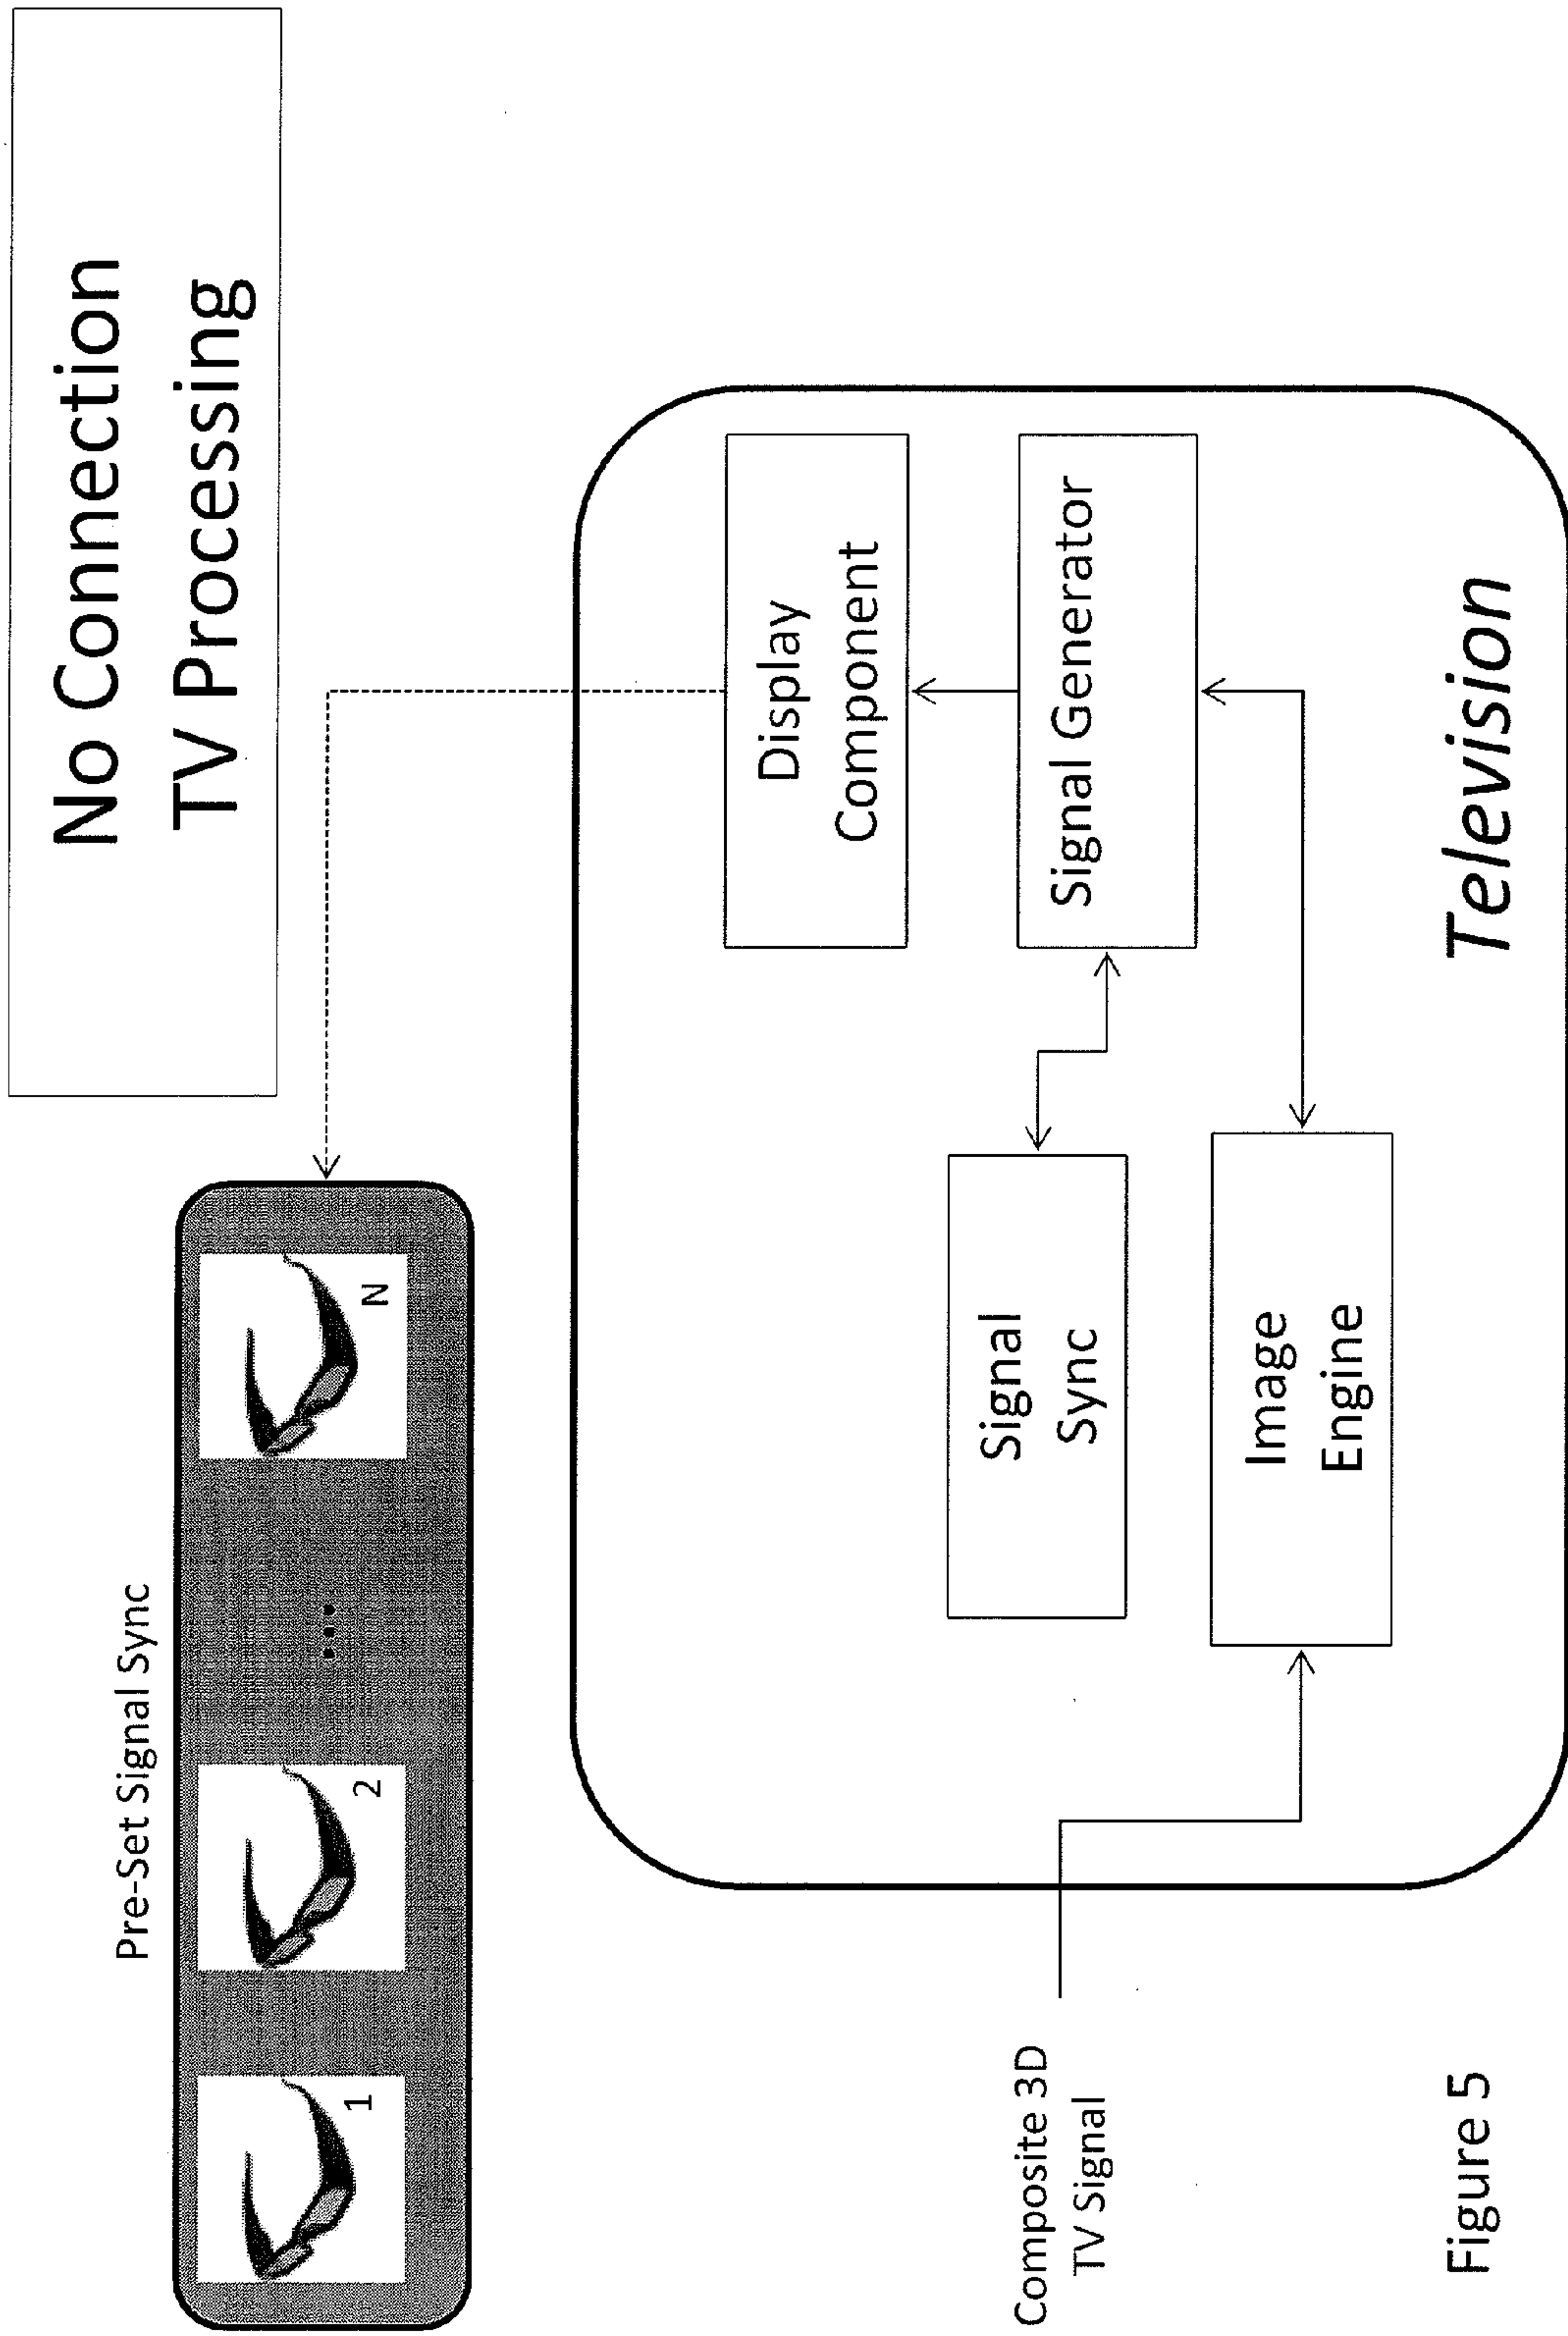 No Connection
TV Processing
Pre-Set Signal Sync
1
2
...
N
Display
Component
Signal Generator
Signal
Sync
Image
Engine
Composite 3D
TV Signal
Television
Figure 5